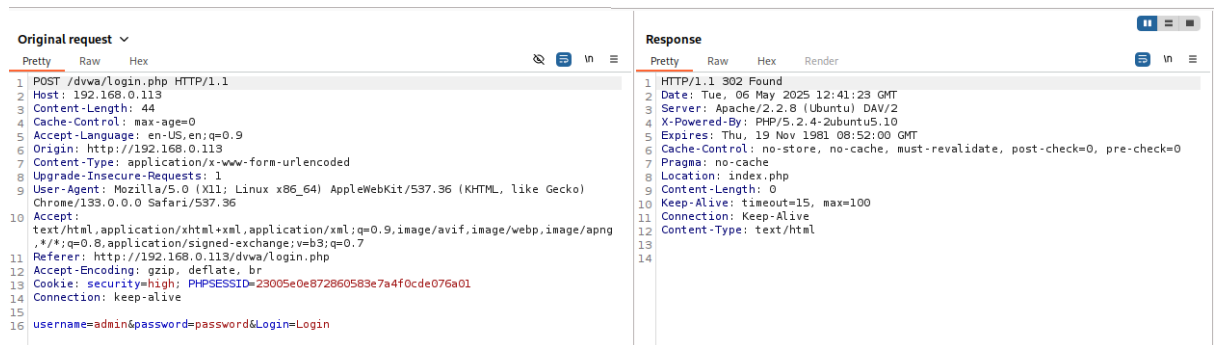 Original request
Pretty Raw Hex
\n
1 POST /dvwa/login.php HTTP/1.1
2 Host: 192.168.0.113
3 Content-Length: 44
4 Cache-Control: max-age=0
5 Accept-Language: en-US,en;q=0.9
6 Origin: http://192.168.0.113
7 Content-Type: application/x-www-form-urlencoded
8 Upgrade-Insecure-Requests: 1
9 User-Agent: Mozilla/5.0 (X11; Linux x86_64) AppleWebKit/537.36 (KHTML, like Gecko)
Chrome/133.0.0.0 Safari/537.36
10 Accept:
text/html,application/xhtml+xml,application/xml;q=0.9,image/avif,image/webp,image/apng
,*/*;q=0.8,application/signed-exchange;v=b3;q=0.7
11 Referer: http://192.168.0.113/dvwa/login.php
12 Accept-Encoding: gzip, deflate, br
13 Cookie: security=high; PHPSESSID=23005e0e872860583e7a4f0cde076a01
14 Connection: keep-alive
15
16 username=admin&password=password&Login=Login
Response
Pretty Raw Hex Render
\n
1 HTTP/1.1 302 Found
2 Date: Tue, 06 May 2025 12:41:23 GMT
3 Server: Apache/2.2.8 (Ubuntu) DAV/2
4 X-Powered-By: PHP/5.2.4-2ubuntu5.10
5 Expires: Thu, 19 Nov 1981 08:52:00 GMT
6 Cache-Control: no-store, no-cache, must-revalidate, post-check=0, pre-check=0
7 Pragma: no-cache
8 Location: index.php
9 Content-Length: 0
10 Keep-Alive: timeout=15, max=100
11 Connection: Keep-Alive
12 Content-Type: text/html
13
14